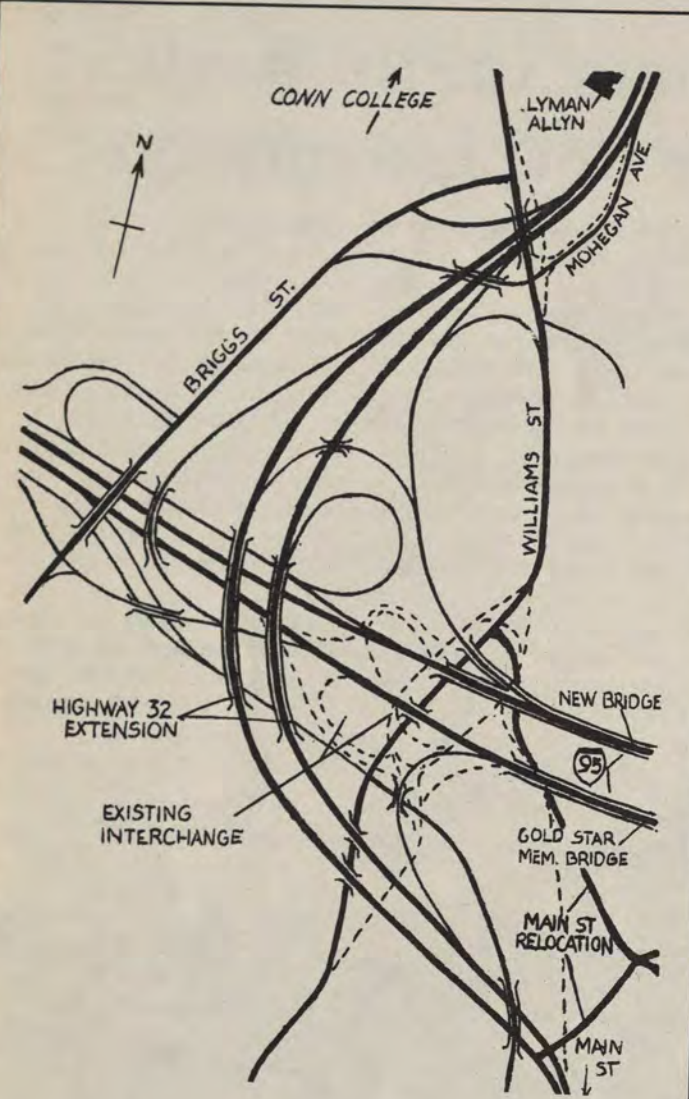 CONN COLLEGE
LYMAN
ALLYN
N
MOHEGAN AVE.
BRIGGS ST.
WILLIAMS ST
HIGHWAY 32
EXTENSION
NEW BRIDGE
95
EXISTING
INTERCHANGE
GOLD STAR
MEM. BRIDGE
MAIN ST
RELOCATION
MAIN
ST